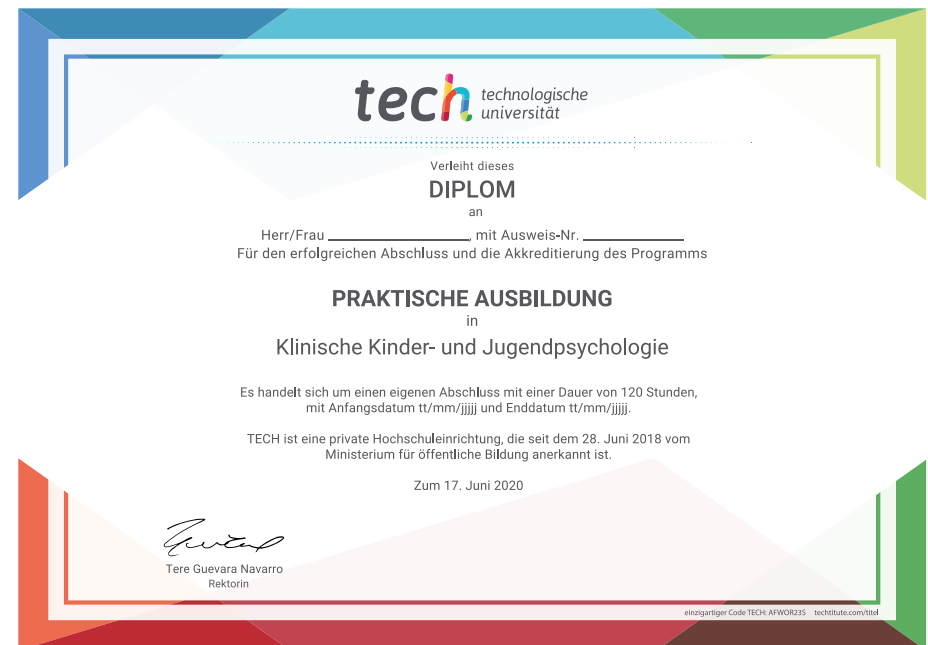 tech technologische
universität
Verleiht dieses
DIPLOM
an
Herr/Frau ____________, mit Ausweis-Nr. ____________
Für den erfolgreichen Abschluss und die Akkreditierung des Programms
PRAKTISCHE AUSBILDUNG
in
Klinische Kinder- und Jugendpsychologie
Es handelt sich um einen eigenen Abschluss mit einer Dauer von 120 Stunden,
mit Anfangsdatum tt/mm/jjjjj und Enddatum tt/mm/jjjjj.
TECH ist eine private Hochschuleinrichtung, die seit dem 28. Juni 2018 vom
Ministerium für öffentliche Bildung anerkannt ist.
Zum 17. Juni 2020
Tere Guevara Navarro
Rektorin
einzigartiger Code TECH: AFWOR23S techtitute.com/titel